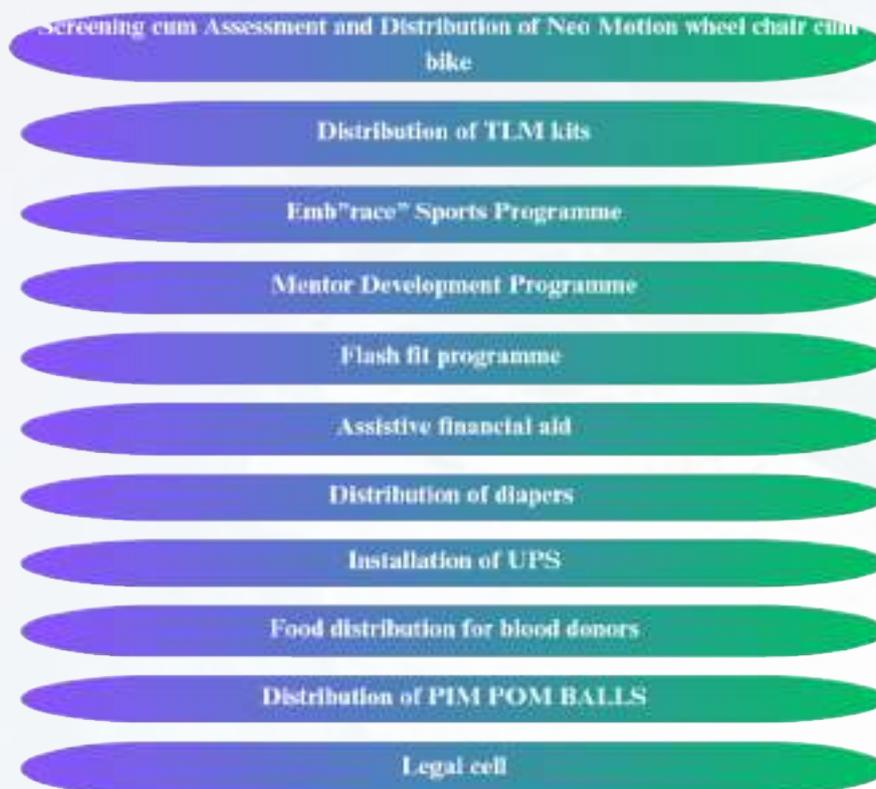 Screening cum Assessment and Distribution of Neo Motion wheel chair cum
bike
Distribution of TLM kits
Emb"race" Sports Programme
Mentor Development Programme
Flash fit programme
Assistive financial aid
Distribution of diapers
Installation of UPS
Food distribution for blood donors
Distribution of PIM POM BALLS
Legal cell